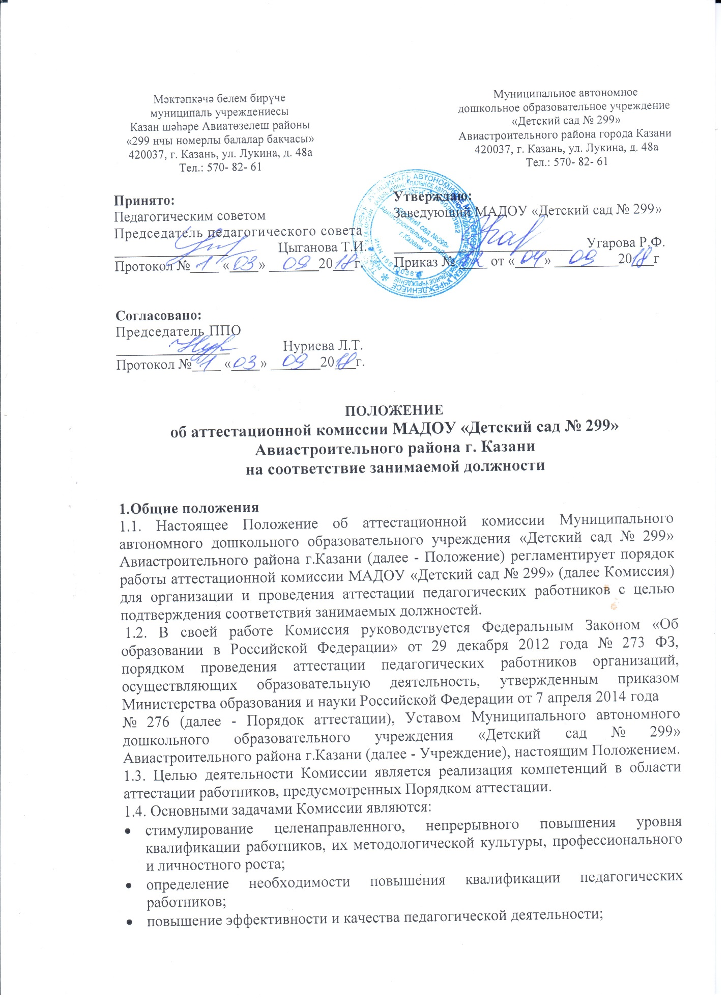 Мәктәпкәчә белем бирүче
муниципаль учреждениесы
Казан шәһәре Авиатөзелеш районы
«299 нчы номерлы балалар бакчасы»
420037, г. Казань, ул. Лукина, д. 48а
Тел.: 570- 82- 61
Муниципальное автономное
дошкольное образовательное учреждение
«Детский сад № 299»
Авиастроительного района города Казани
420037, г. Казань, ул. Лукина, д. 48а
Тел.: 570- 82- 61
Принято:
Педагогическим советом
Председатель педагогического совета
Цыганова Т.И.
Протокол № 1 «03» 09 2018г.
Утверждаю:
Заведующий МАДОУ «Детский сад № 299»
Угарова Р.Ф.
Приказ № от «04» 09 2018г
«Детский сад №299»
Авиастроительного района
г.Казани
Согласовано:
Председатель ППО
Нуриева Л.Т.
Протокол № 1 «03» 09 2018г.
ПОЛОЖЕНИЕ
об аттестационной комиссии МАДОУ «Детский сад № 299»
Авиастроительного района г. Казани
на соответствие занимаемой должности
1.Общие положения
1.1. Настоящее Положение об аттестационной комиссии Муниципального
автономного дошкольного образовательного учреждения «Детский сад № 299»
Авиастроительного района г.Казани (далее - Положение) регламентирует порядок
работы аттестационной комиссии МАДОУ «Детский сад № 299» (далее Комиссия)
для организации и проведения аттестации педагогических работников с целью
подтверждения соответствия занимаемых должностей.
1.2. В своей работе Комиссия руководствуется Федеральным Законом «Об
образовании в Российской Федерации» от 29 декабря 2012 года № 273 ФЗ,
порядком проведения аттестации педагогических работников организаций,
осуществляющих образовательную деятельность, утвержденным приказом
Министерства образования и науки Российской Федерации от 7 апреля 2014 года
№ 276 (далее - Порядок аттестации), Уставом Муниципального автономного
дошкольного образовательного учреждения «Детский сад № 299»
Авиастроительного района г.Казани (далее - Учреждение), настоящим Положением.
1.3. Целью деятельности Комиссии является реализация компетенций в области
аттестации работников, предусмотренных Порядком аттестации.
1.4. Основными задачами Комиссии являются:
• стимулирование целенаправленного, непрерывного повышения уровня
квалификации работников, их методологической культуры, профессионального
и личностного роста;
• определение необходимости повышения квалификации педагогических
работников;
• повышение эффективности и качества педагогической деятельности;